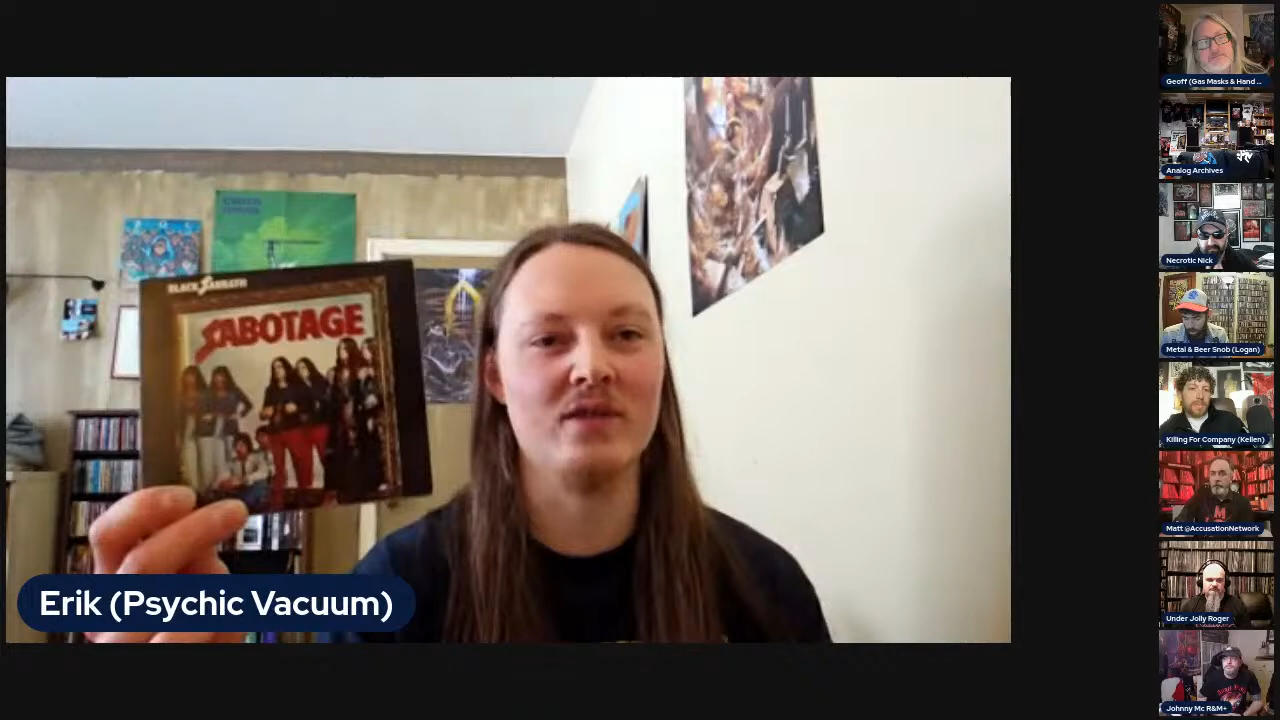 BLACK SABBATH
SABOTAGE
Erik (Psychic Vacuum)
Geoff (Gas Masks & Hand ...
Analog Archives
Necrotic Nick
Metal & Beer Snob (Logan)
Killing For Company (Kellen)
Matt @AccusationNetwork
Under Jolly Roger
Johnny Mc R&M+